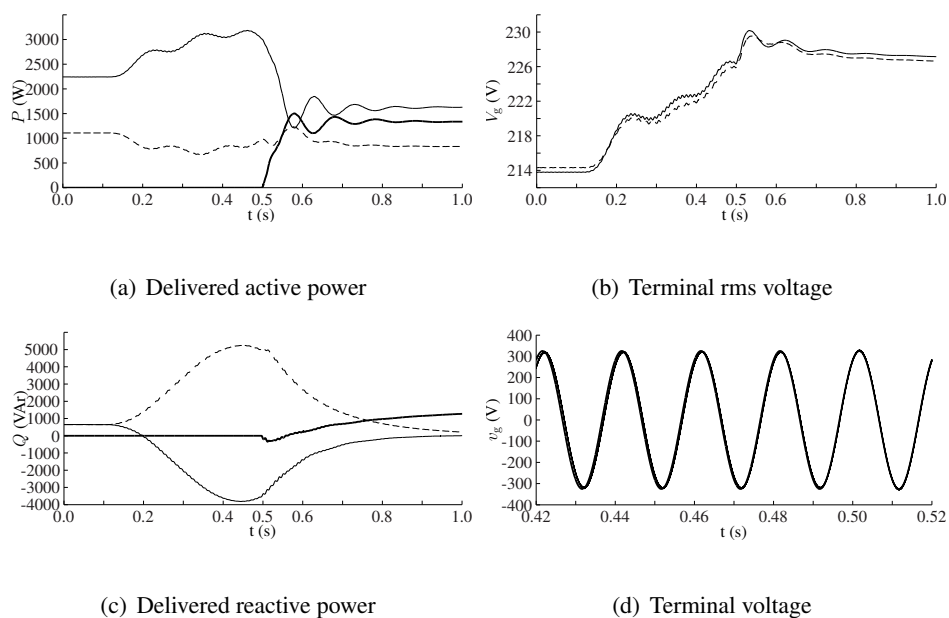 P (W)
3000
2500
2000
1500
1000
500
0
0.0 0.2 0.4 0.5 0.6 0.8 1.0
t (s)
(a) Delivered active power
Vg (V)
230
226
222
218
214
0.0 0.2 0.4 0.5 0.6 0.8 1.0
t (s)
(b) Terminal rms voltage
Q (VAr)
5000
4000
3000
2000
1000
0
-1000
-2000
-3000
-4000
0.0 0.2 0.4 0.5 0.6 0.8 1.0
t (s)
(c) Delivered reactive power
vg (V)
400
300
200
100
0
-100
-200
-300
-400
0.42 0.44 0.46 0.48 0.50 0.52
t (s)
(d) Terminal voltage